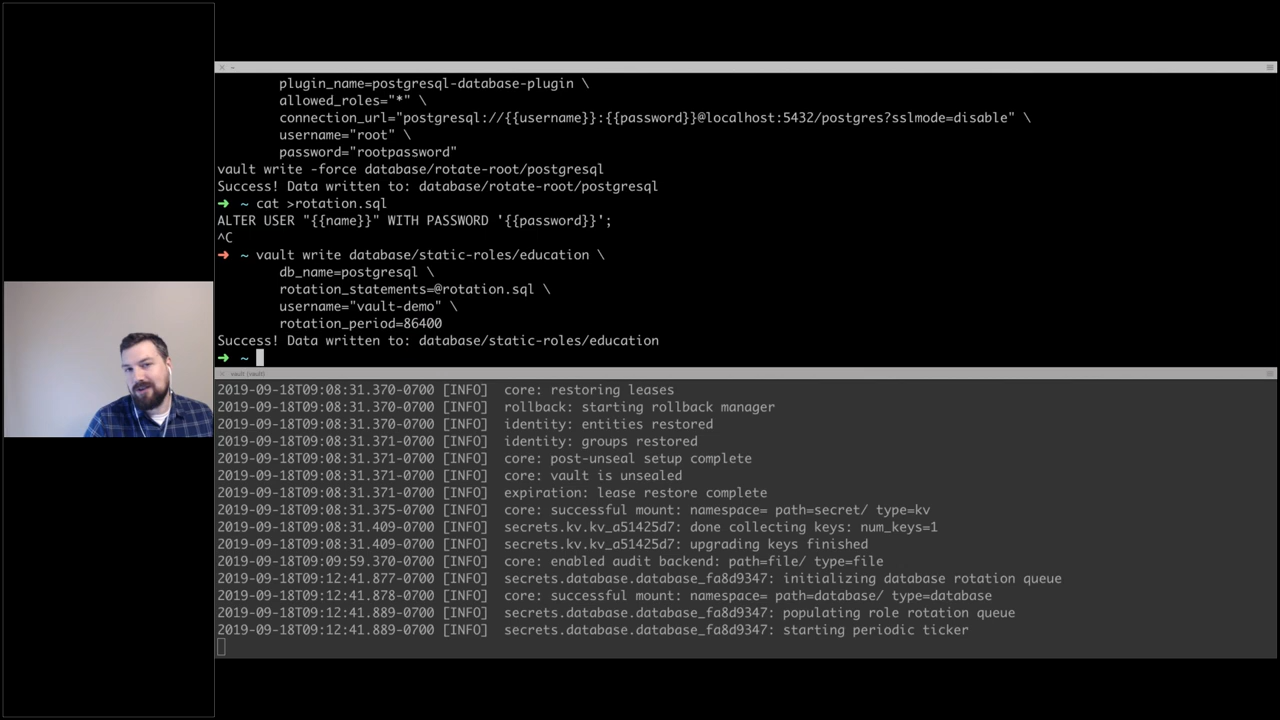 ~
plugin_name=postgresql-database-plugin \
allowed_roles="*" \
connection_url="postgresql://{{username}}:{{password}}@localhost:5432/postgres?sslmode=disable" \
username="root" \
password="rootpassword"
vault write -force database/rotate-root/postgresql
Success! Data written to: database/rotate-root/postgresql
➜ ~ cat >rotation.sql
ALTER USER "{{name}}" WITH PASSWORD '{{password}}';
^C
➜ ~ vault write database/static-roles/education \
db_name=postgresql \
rotation_statements=@rotation.sql \
username="vault-demo" \
rotation_period=86400
Success! Data written to: database/static-roles/education
➜ ~
vault (vault)
2019-09-18T09:08:31.370-0700 [INFO] core: restoring leases
2019-09-18T09:08:31.370-0700 [INFO] rollback: starting rollback manager
2019-09-18T09:08:31.370-0700 [INFO] identity: entities restored
2019-09-18T09:08:31.371-0700 [INFO] identity: groups restored
2019-09-18T09:08:31.371-0700 [INFO] core: post-unseal setup complete
2019-09-18T09:08:31.371-0700 [INFO] core: vault is unsealed
2019-09-18T09:08:31.371-0700 [INFO] expiration: lease restore complete
2019-09-18T09:08:31.375-0700 [INFO] core: successful mount: namespace= path=secret/ type=kv
2019-09-18T09:08:31.409-0700 [INFO] secrets.kv.kv_a51425d7: done collecting keys: num_keys=1
2019-09-18T09:08:31.409-0700 [INFO] secrets.kv.kv_a51425d7: upgrading keys finished
2019-09-18T09:09:59.370-0700 [INFO] core: enabled audit backend: path=file/ type=file
2019-09-18T09:12:41.877-0700 [INFO] secrets.database.database_fa8d9347: initializing database rotation queue
2019-09-18T09:12:41.878-0700 [INFO] core: successful mount: namespace= path=database/ type=database
2019-09-18T09:12:41.889-0700 [INFO] secrets.database.database_fa8d9347: populating role rotation queue
2019-09-18T09:12:41.889-0700 [INFO] secrets.database.database_fa8d9347: starting periodic ticker